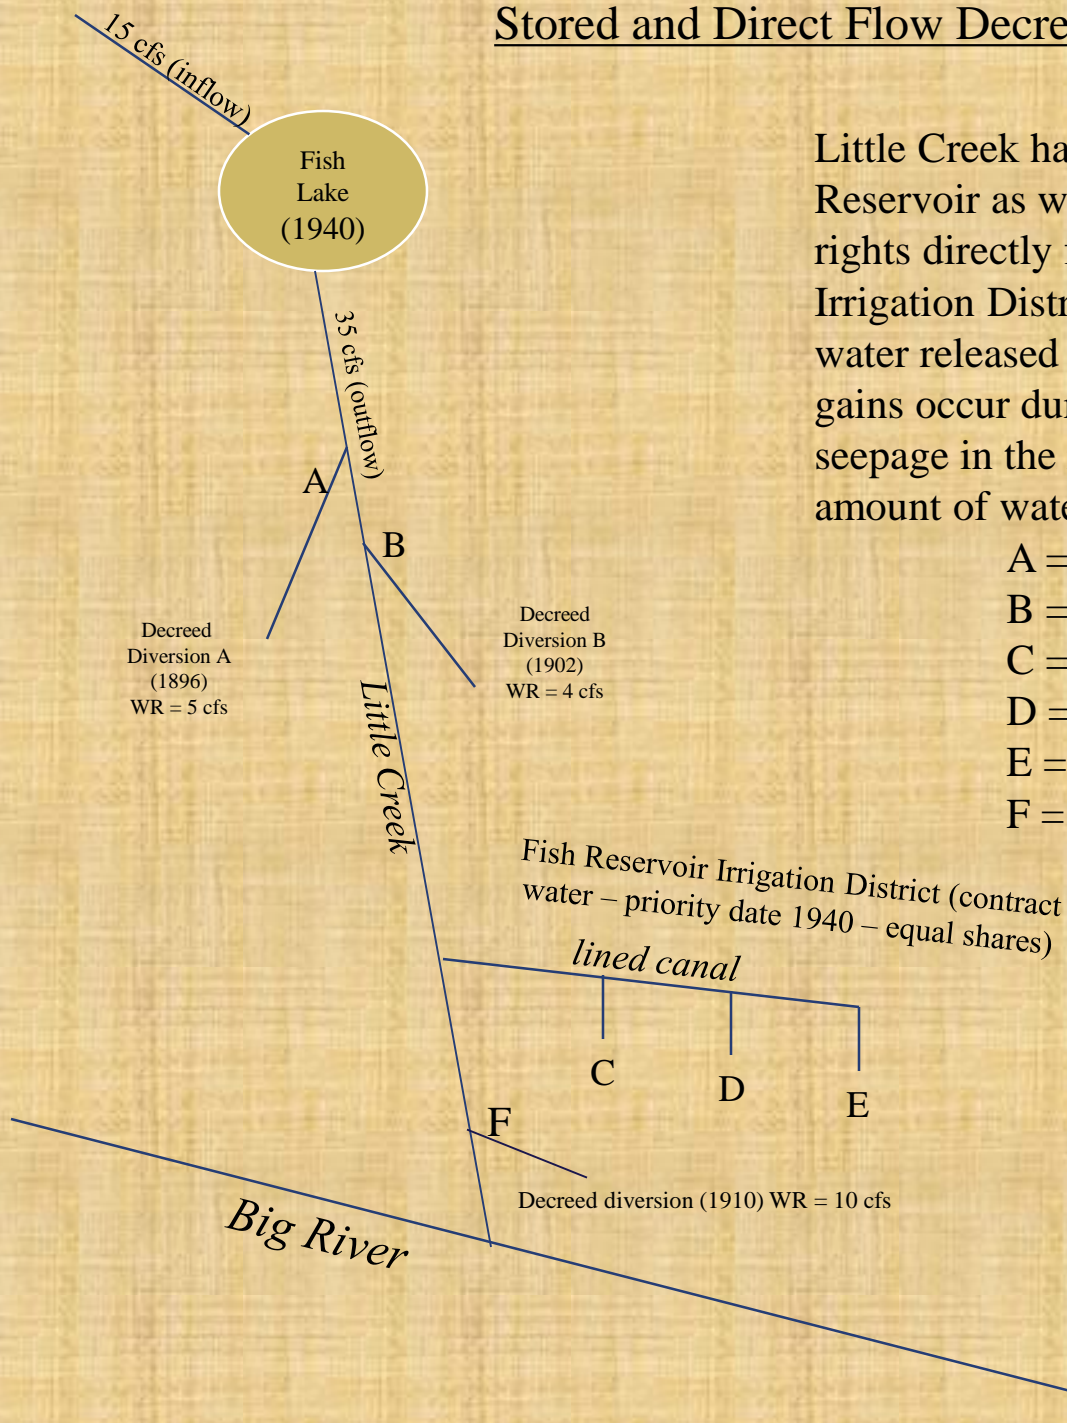 Stored and Direct Flow Decre
15 cfs (inflow)
Fish
Lake
(1940)
35 cfs (outflow)
A
B
Decreed
Diversion A
(1896)
WR = 5 cfs
Decreed
Diversion B
(1902)
WR = 4 cfs
Little Creek
Little Creek ha
Reservoir as w
rights directly
Irrigation Distr
water released
gains occur dur
seepage in the
amount of wate
A =
B =
C =
D =
E =
F =
Fish Reservoir Irrigation District (contract
water – priority date 1940 – equal shares)
lined canal
C
D
E
F
Decreed diversion (1910) WR = 10 cfs
Big River